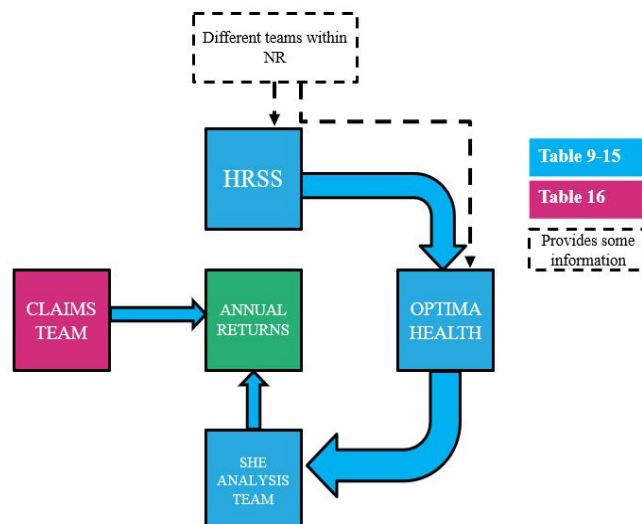 Different teams within
NR
HRSS
Table 9-15
Table 16
Provides some
information
CLAIMS
TEAM
ANNUAL
RETURNS
OPTIMA
HEALTH
SHE
ANALYSIS
TEAM